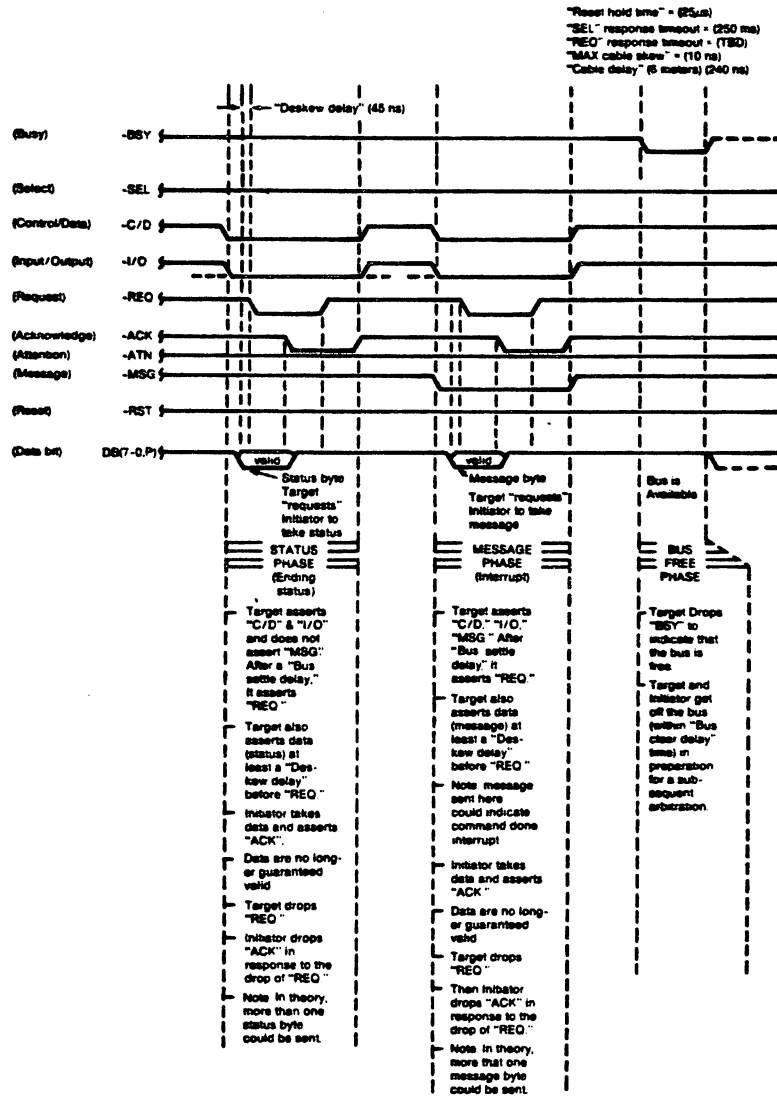 "Reset hold time" = (25µs)
"SEL" response timeout = (250 ms)
"REQ" response timeout = (TBD)
"MAX cable skew" = (10 ns)
"Cable delay" (6 meters) (240 ns)
"Deskew delay" (45 ns)
(Busy) -BSY
(Select) -SEL
(Control/Data) -C/D
(Input/Output) -I/O
(Request) -REQ
(Acknowledge) -ACK
(Attention) -ATN
(Message) -MSG
(Reset) -RST
(Data bit) DB(7-0,P)
valid
valid
Status byte
Target
"requests"
Initiator to
take status
Message byte
Target "requests"
Initiator to take
message
Bus is
Available
STATUS
PHASE
(Ending
status)
MESSAGE
PHASE
(Interrupt)
BUS
FREE
PHASE
Target asserts
"C/D" & "I/O"
and does not
assert "MSG."
After a "Bus
settle delay,"
it asserts
"REQ"
Target also
asserts data
(status) at
least a "Des-
kew delay"
before "REQ."
Initiator takes
data and asserts
"ACK".
Data are no long-
er guaranteed
valid
Target drops
"REQ"
Initiator drops
"ACK" in
response to the
drop of "REQ"
Note In theory,
more than one
status byte
could be sent.
Target asserts
"C/D," "I/O,"
"MSG" After
"Bus settle
delay," it
asserts "REQ."
Target also
asserts data
(message) at
least a "Des-
kew delay"
before "REQ"
Note message
sent here
could indicate
command done
interrupt
Initiator takes
data and asserts
"ACK"
Data are no long-
er guaranteed
valid
Target drops
"REQ"
Then Initiator
drops "ACK" in
response to the
drop of "REQ."
Note In theory,
more that one
message byte
could be sent.
Target Drops
"BSY" to
indicate that
the bus is
free
Target and
Initiator get
off the bus
(within "Bus
clear delay"
time) in
preparation
for a sub-
sequent
arbitration.